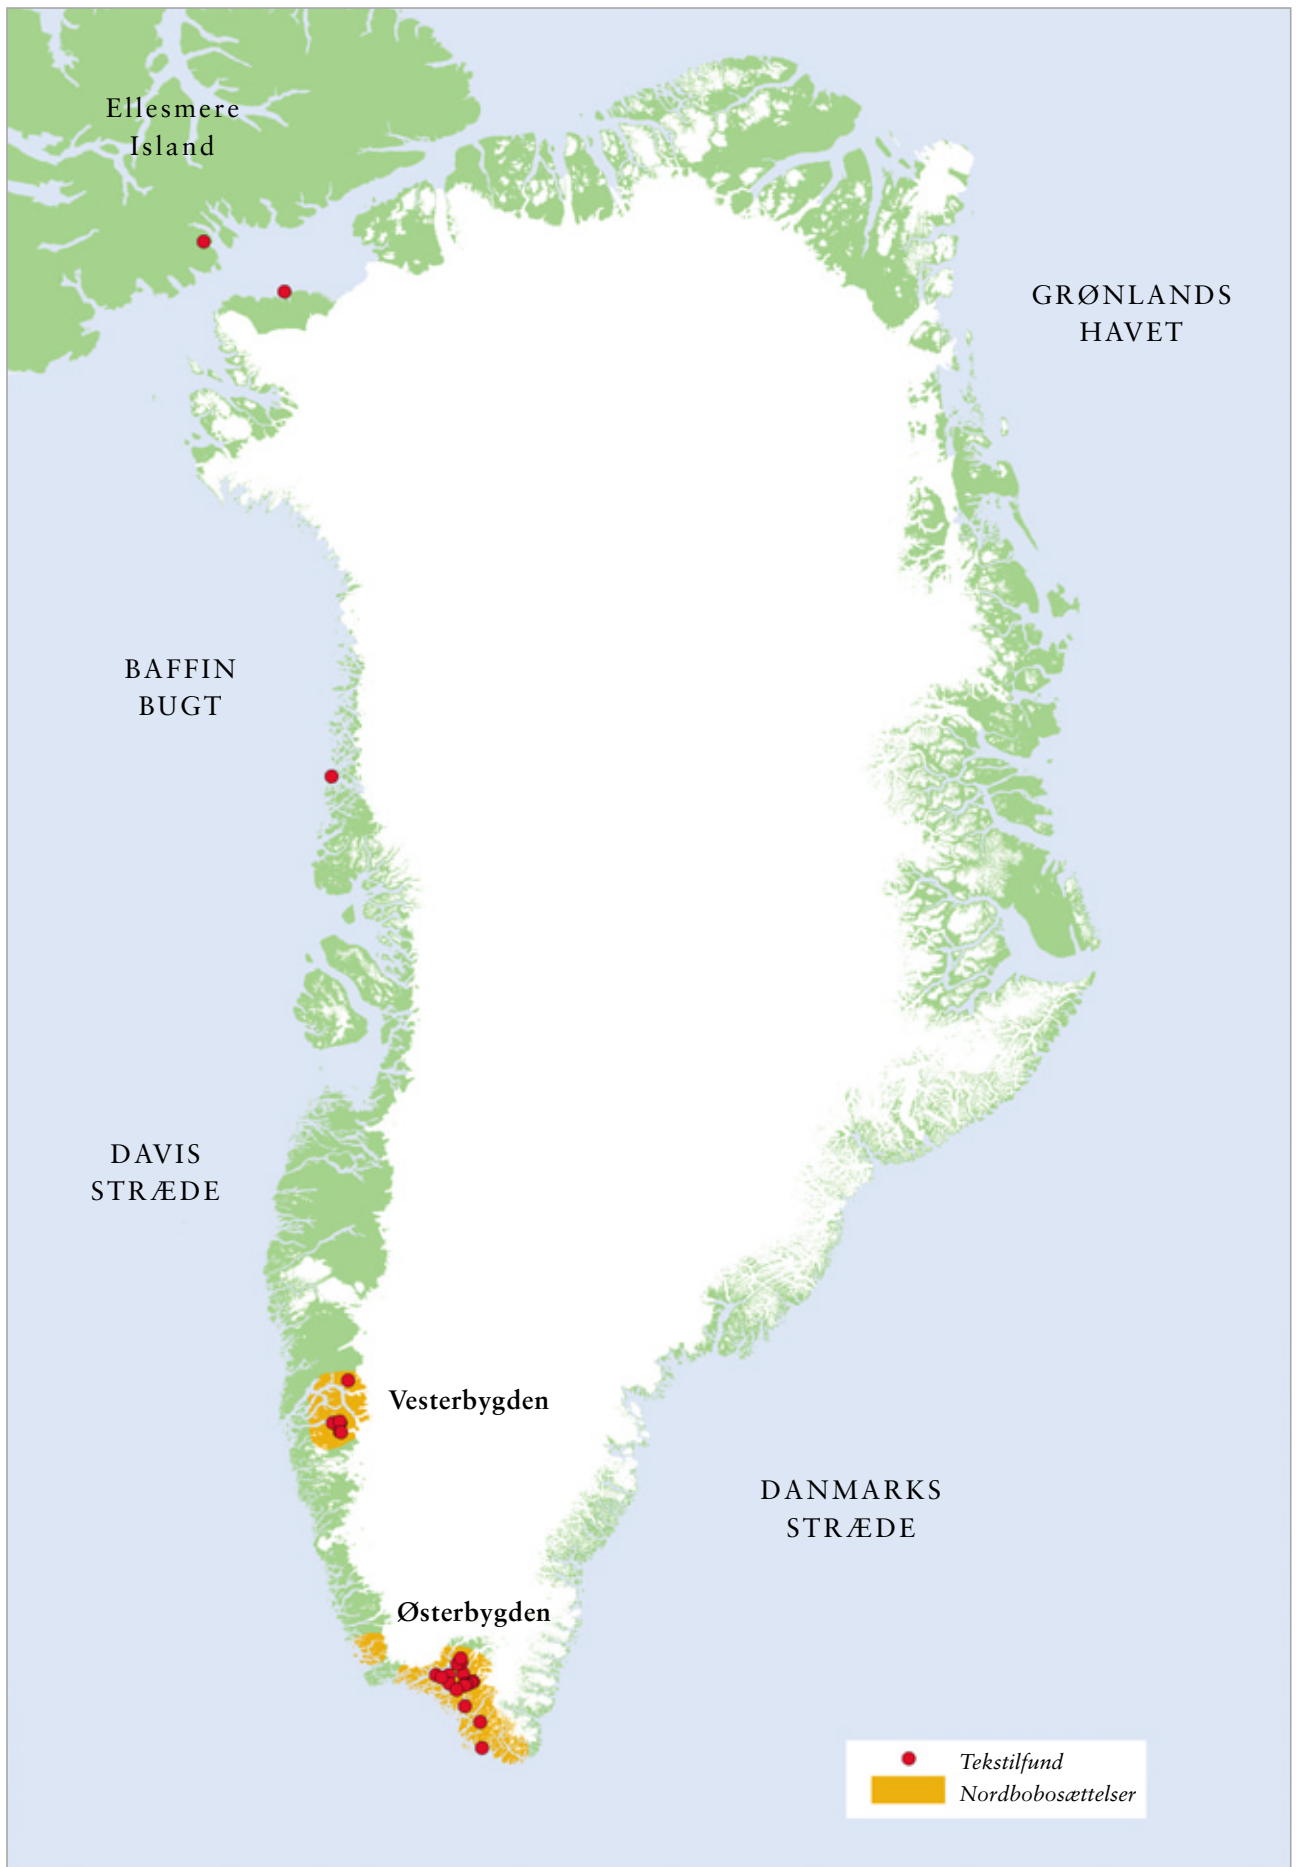 Ellesmere
Island
GRØNLANDS
HAVET
BAFFIN
BUGT
DAVIS
STRÆDE
Vesterbygden
DANMARKS
STRÆDE
Østerbygden
Tekstilfund
Nordbobosættelser